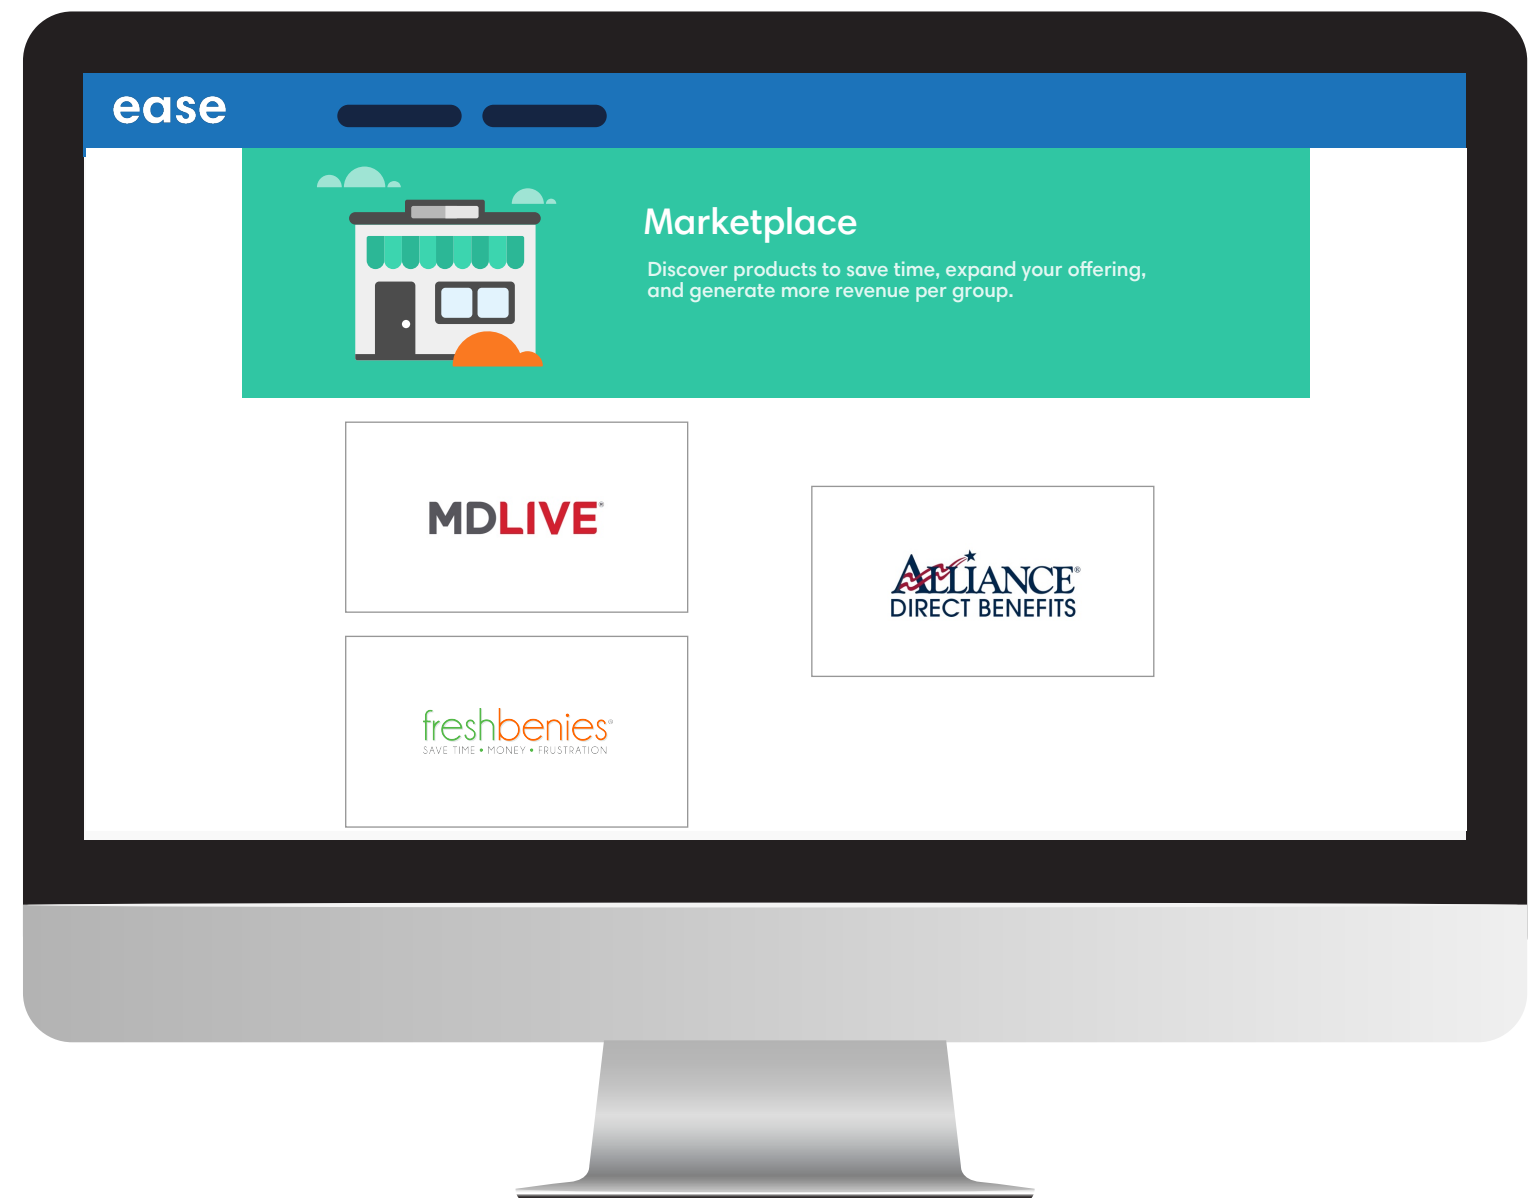 ease
Marketplace
Discover products to save time, expand your offering,
and generate more revenue per group.
MDLIVE®
ALLIANCE®
DIRECT BENEFITS
freshbenies®
SAVE TIME • MONEY • FRUSTRATION